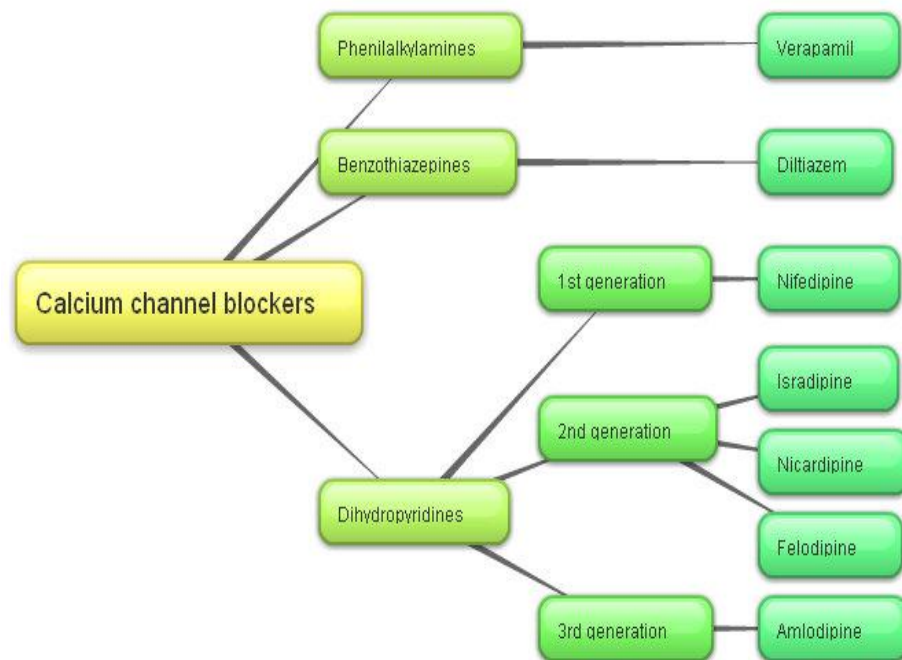 Phenilalkylamines
Verapamil
Benzothiazepines
Diltiazem
Calcium channel blockers
1st generation
Nifedipine
Isradipine
2nd generation
Nicardipine
Dihydropyridines
Felodipine
3rd generation
Amlodipine